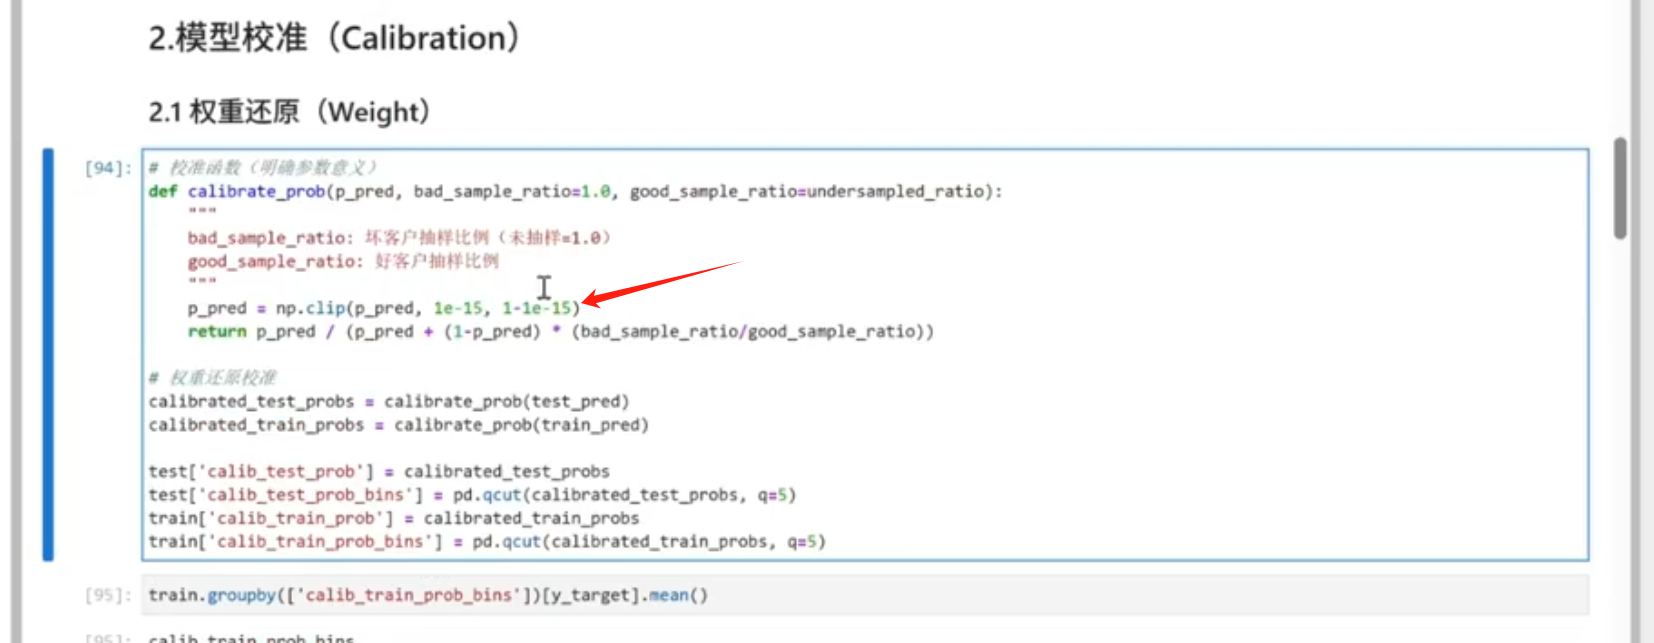 2.模型校准（Calibration）
2.1 权重还原（Weight）
[94]:
# 校准函数（明确参数意义）
def calibrate_prob(p_pred, bad_sample_ratio=1.0, good_sample_ratio=undersampled_ratio):
"""
bad_sample_ratio: 坏客户抽样比例（未抽样=1.0）
good_sample_ratio: 好客户抽样比例
"""
p_pred = np.clip(p_pred, 1e-15, 1-1e-15)
return p_pred / (p_pred + (1-p_pred) * (bad_sample_ratio/good_sample_ratio))
# 权重还原校准
calibrated_test_probs = calibrate_prob(test_pred)
calibrated_train_probs = calibrate_prob(train_pred)
test['calib_test_prob'] = calibrated_test_probs
test['calib_test_prob_bins'] = pd.qcut(calibrated_test_probs, q=5)
train['calib_train_prob'] = calibrated_train_probs
train['calib_train_prob_bins'] = pd.qcut(calibrated_train_probs, q=5)
[95]: train.groupby(['calib_train_prob_bins'])[y_target].mean()
[95]: calib_train_prob_bins